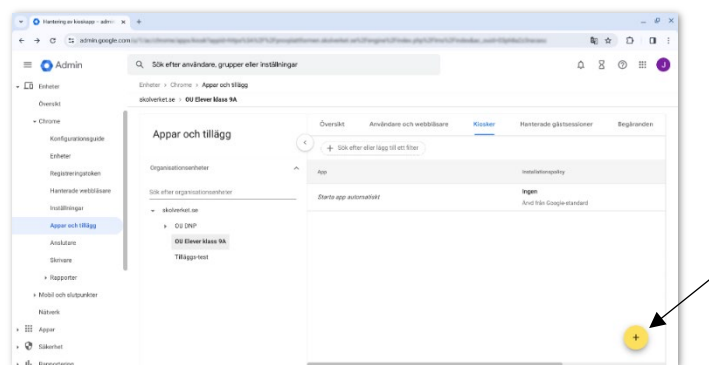 Hantering av kioskapp – admin
admin.google.com
Admin
Sök efter användare, grupper eller inställningar
J
Enheter
Översikt
Chrome
Konfigurationsguide
Enheter
Registreringstoken
Hanterade webbläsare
Inställningar
Appar och tillägg
Anslutare
Skrivare
Rapporter
Mobil och slutpunkter
Nätverk
Appar
Säkerhet
Rapportering
Enheter > Chrome > Appar och tillägg
skolverket.se > OU Elever klass 9A
Appar och tillägg
Organisationsenheter
Sök efter organisationsenheter
skolverket.se
OU DNP
OU Elever klass 9A
Tilläggs-test
Översikt Användare och webbläsare Kiosker Hanterade gästsessioner Begäranden
+ Sök efter eller lägg till ett filter
App Installationspolicy
Starta app automatiskt Ingen
Ärvd från Google-standard
+